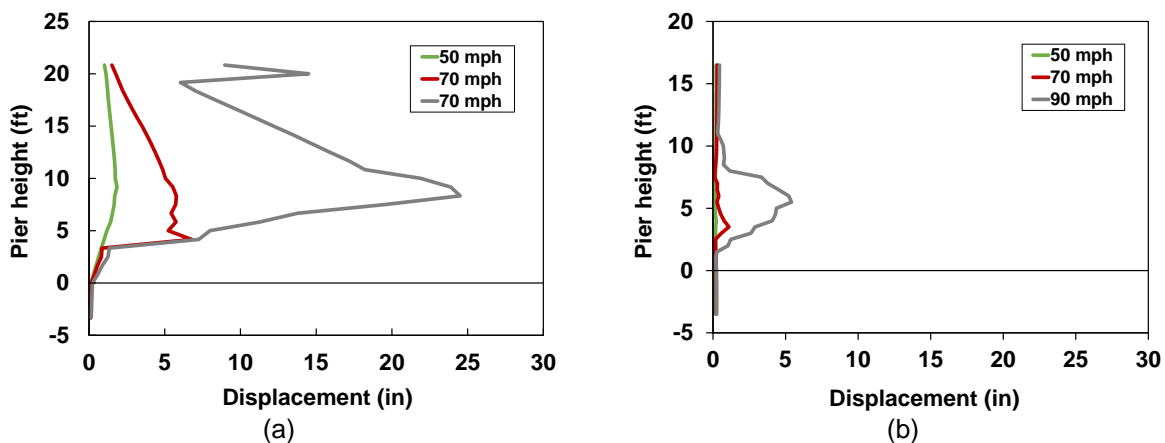 25
20
15
10
5
0
-5
Pier height (ft)
50 mph
70 mph
70 mph
0 5 10 15 20 25 30
Displacement (in)
(a)
20
15
10
5
0
-5
Pier height (ft)
50 mph
70 mph
90 mph
0 5 10 15 20 25 30
Displacement (in)
(b)